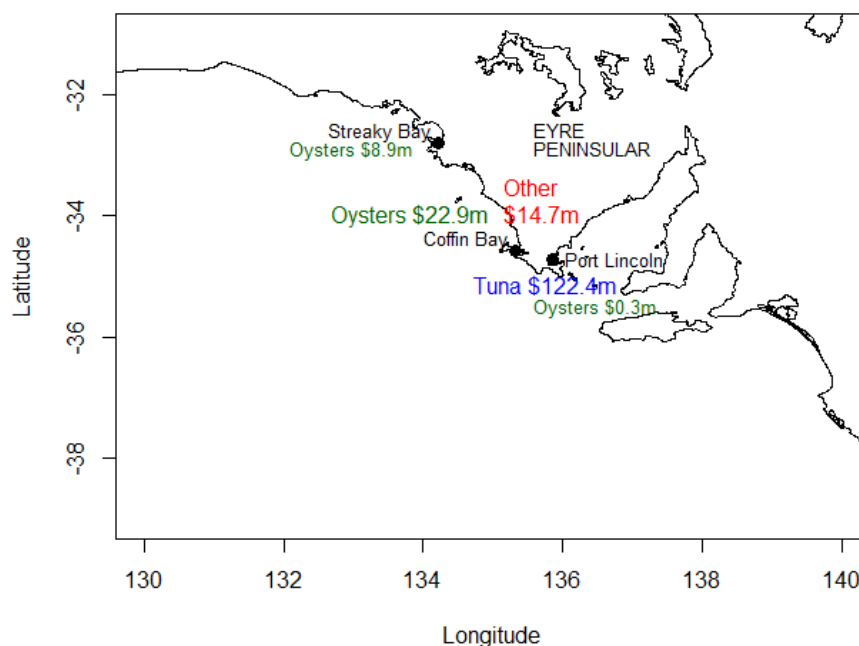 Latitude
-32
-34
-36
-38
Streaky Bay
Oysters $8.9m
EYRE
PENINSULAR
Other
$14.7m
Oysters $22.9m
Coffin Bay
Port Lincoln
Tuna $122.4m
Oysters $0.3m
130
132
134
136
138
140
Longitude